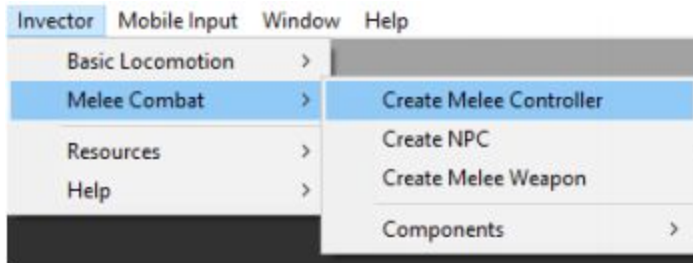 Invector Mobile Input Window Help
Basic Locomotion >
Melee Combat >
Resources >
Help >
Create Melee Controller
Create NPC
Create Melee Weapon
Components >